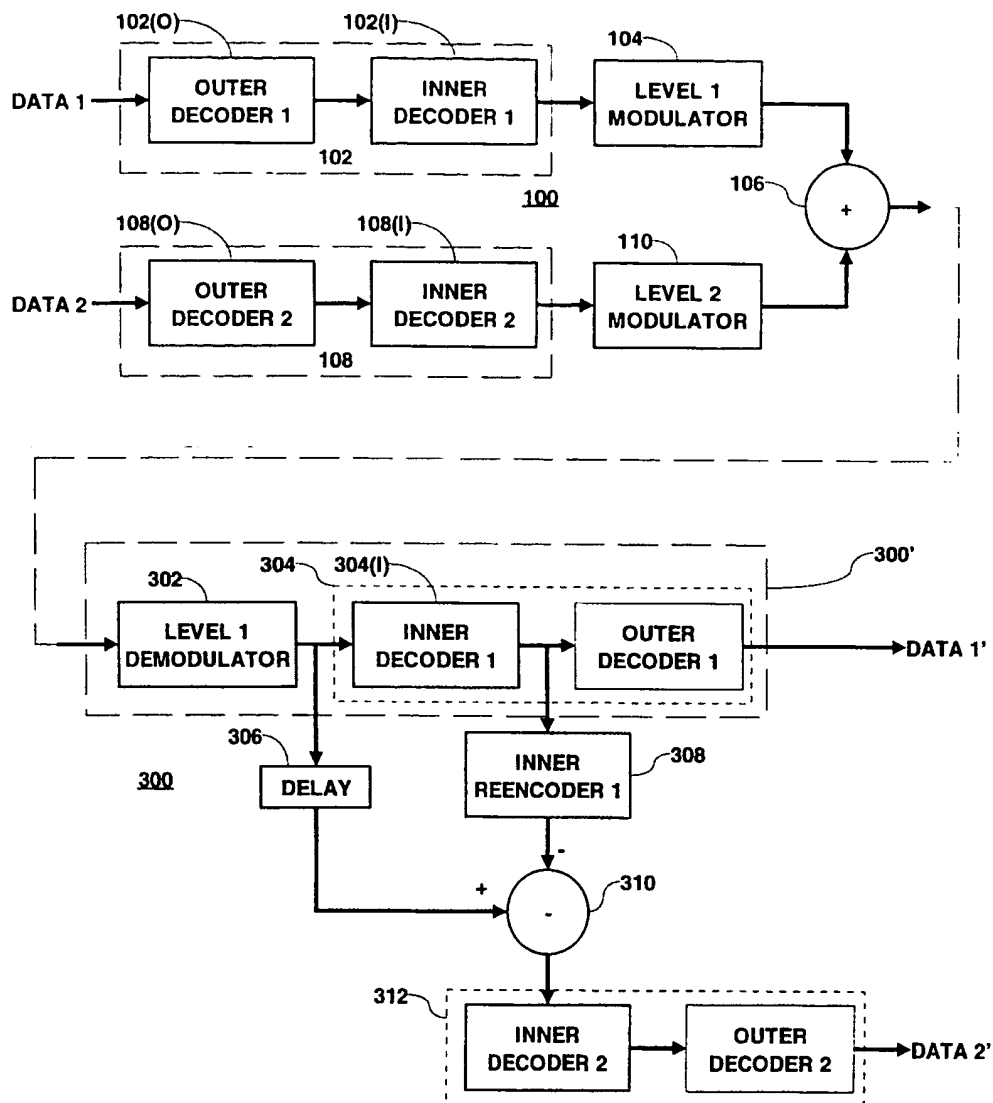 102(O)
102(I)
104
DATA 1
OUTER
DECODER 1
INNER
DECODER 1
LEVEL 1
MODULATOR
102
100
106
+
108(O)
108(I)
110
DATA 2
OUTER
DECODER 2
INNER
DECODER 2
LEVEL 2
MODULATOR
108
302
304
304(I)
300'
LEVEL 1
DEMODULATOR
INNER
DECODER 1
OUTER
DECODER 1
DATA 1'
306
300
DELAY
INNER
REENCODER 1
308
-
+
-
310
312
INNER
DECODER 2
OUTER
DECODER 2
DATA 2'